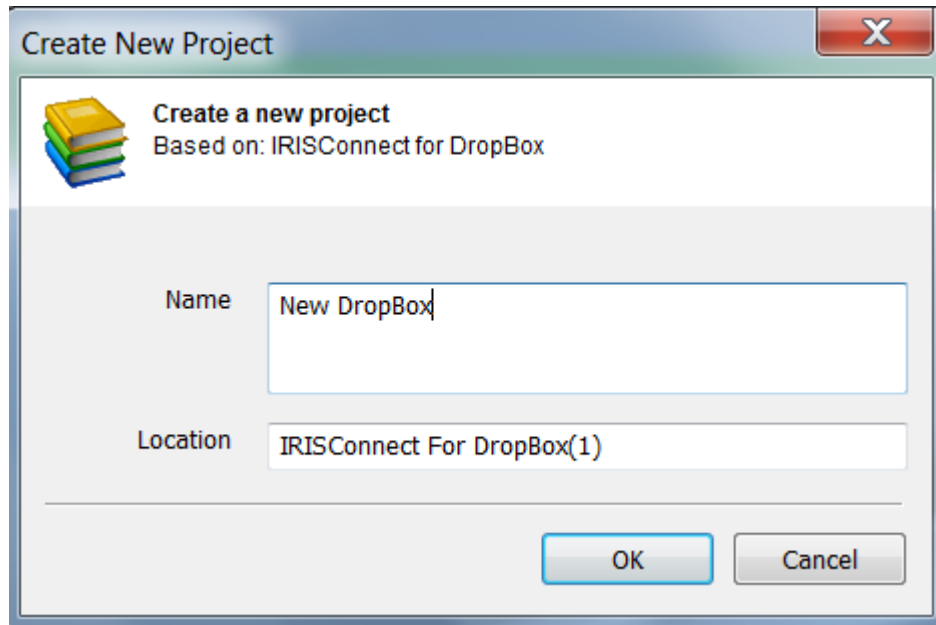 Create New Project
Create a new project
Based on: IRISConnect for DropBox
Name
New DropBox
Location
IRISConnect For DropBox(1)
OK
Cancel